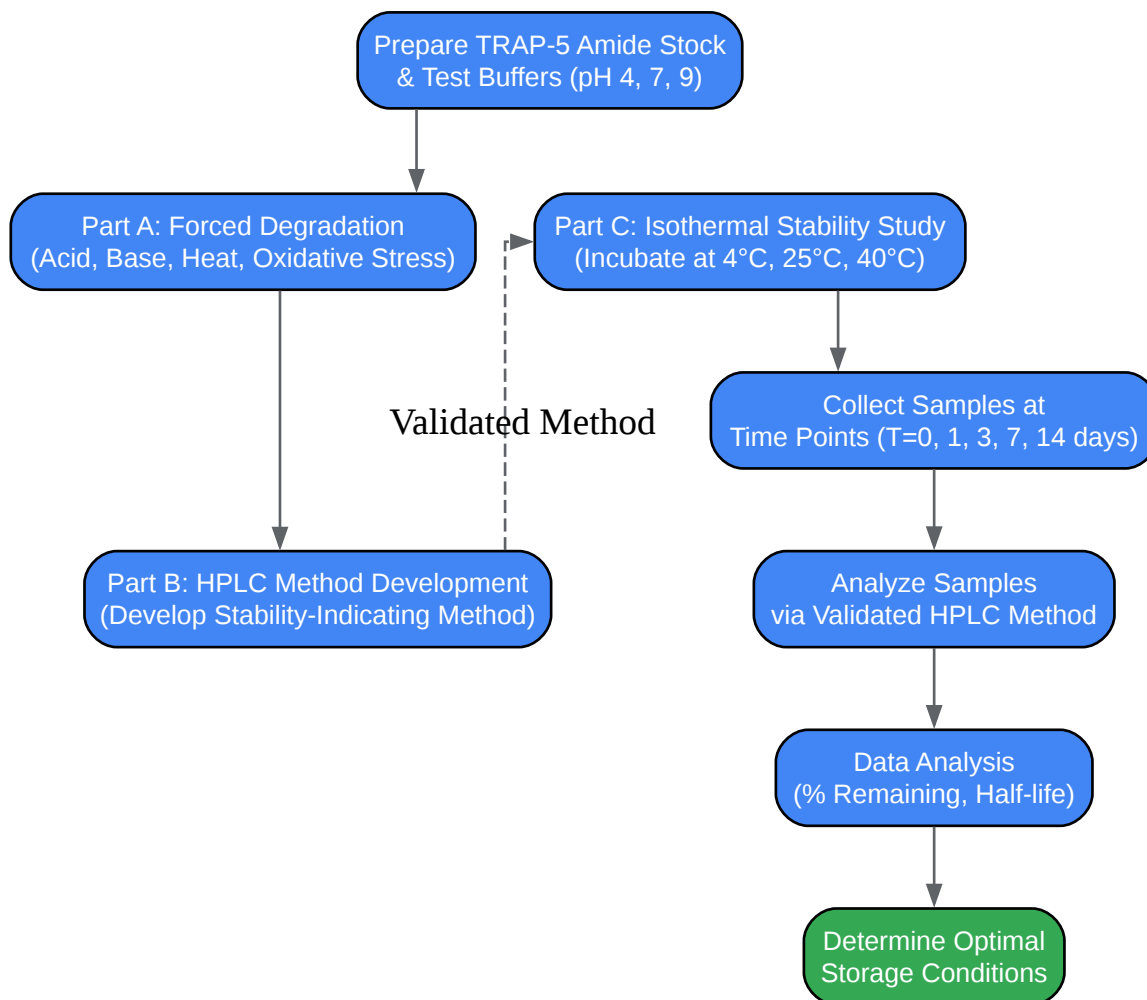 Prepare TRAP-5 Amide Stock
& Test Buffers (pH 4, 7, 9)
Part A: Forced Degradation
(Acid, Base, Heat, Oxidative Stress)
Part C: Isothermal Stability Study
(Incubate at 4°C, 25°C, 40°C)
Collect Samples at
Time Points (T=0, 1, 3, 7, 14 days)
Validated Method
Part B: HPLC Method Development
(Develop Stability-Indicating Method)
Analyze Samples
via Validated HPLC Method
Data Analysis
(% Remaining, Half-life)
Determine Optimal
Storage Conditions